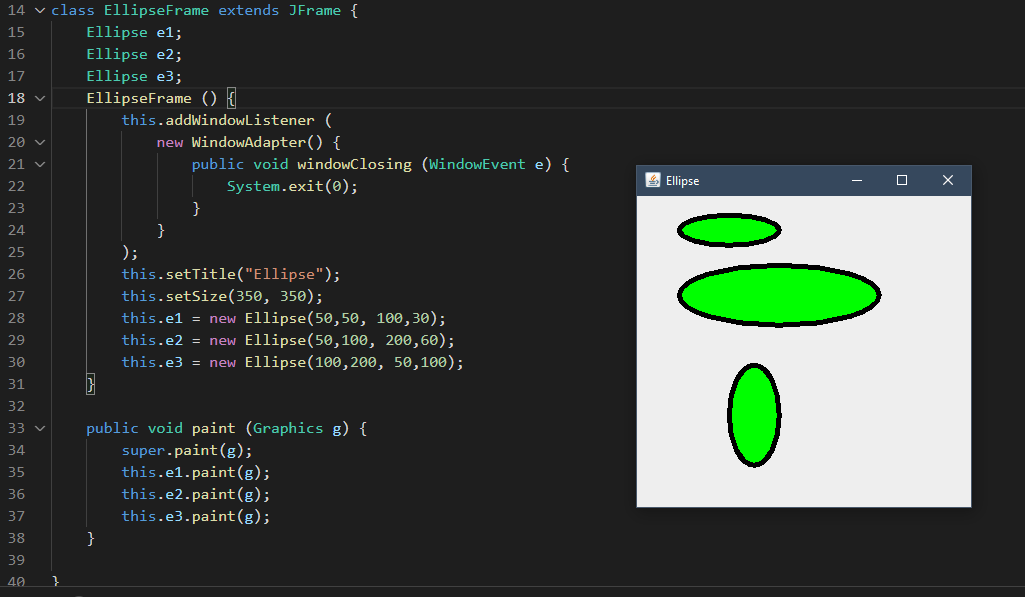 14 class EllipseFrame extends JFrame {
15     Ellipse e1;
16     Ellipse e2;
17     Ellipse e3;
18     EllipseFrame () {
19         this.addWindowListener (
20             new WindowAdapter() {
21                 public void windowClosing (WindowEvent e) {
22                     System.exit(0);
23                 }
24             }
25         );
26         this.setTitle("Ellipse");
27         this.setSize(350, 350);
28         this.e1 = new Ellipse(50,50, 100,30);
29         this.e2 = new Ellipse(50,100, 200,60);
30         this.e3 = new Ellipse(100,200, 50,100);
31     }
32
33     public void paint (Graphics g) {
34         super.paint(g);
35         this.e1.paint(g);
36         this.e2.paint(g);
37         this.e3.paint(g);
38     }
39
40 }
Ellipse